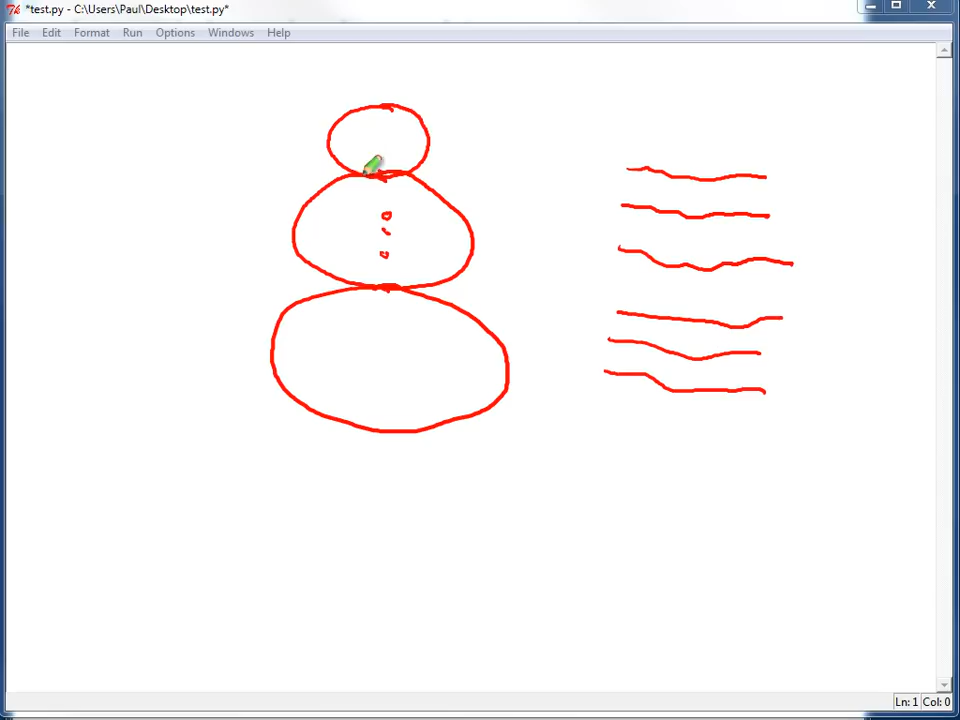 *test.py - C:\Users\Paul\Desktop\test.py*
File Edit Format Run Options Windows Help
Ln: 1 Col: 0